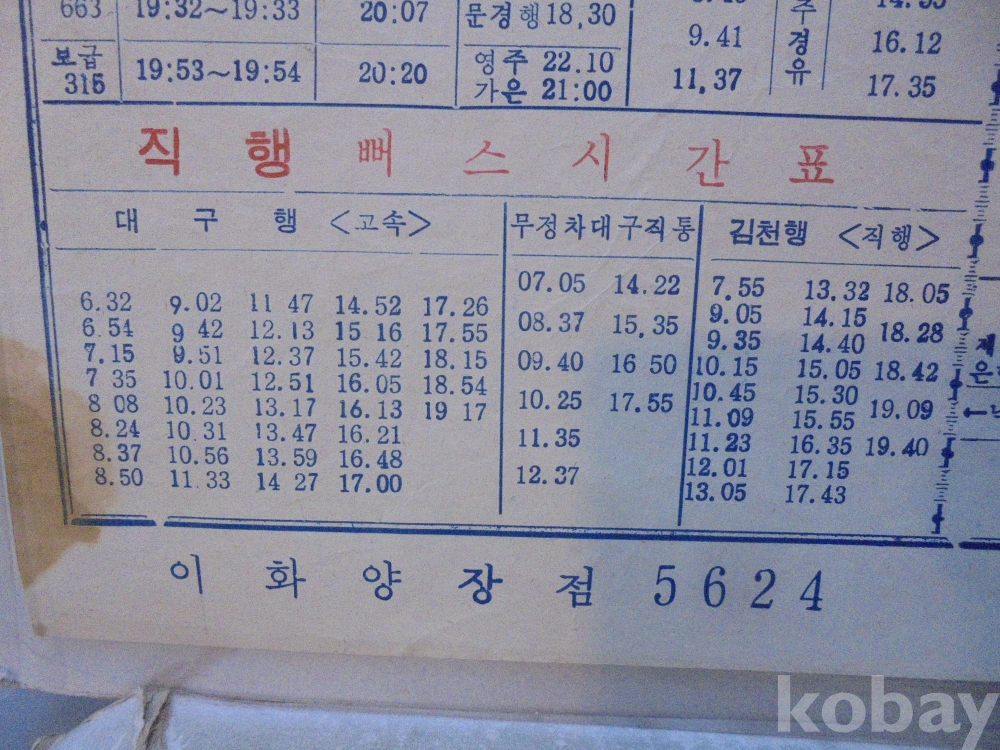 663 19:32~19:33 20:07 문경행 18,30
9.41 주 16.12
보급 315 19:53~19:54 20:20 영주 22.10 경
가은 21:00 11,37 유 17.35
직행뻐스시간표
대구행 <고속> 무정차대구직통 김천행 <직행>
07.05 14.22 7.55 13.32 18.05
6.32 9.02 11 47 14.52 17.26 9.05 14.15
6.54 9 42 12.13 15 16 17.55 08.37 15,35 9.35 14.40 18.28
7.15 9.51 12.37 15.42 18.15 09.40 16 50 10.15 15.05 18.42
7 35 10.01 12.51 16.05 18.54 10.45 15.30
8 08 10.23 13.17 16.13 19 17 10.25 17.55 11.09 15.55 19.09
8.24 10.31 13.47 16.21 11.35 11.23 16.35 19.40
8.37 10.56 13.59 16.48 12.37 12.01 17.15
8.50 11.33 14 27 17.00 13.05 17.43
제
은
이화양장점 5624
kobay